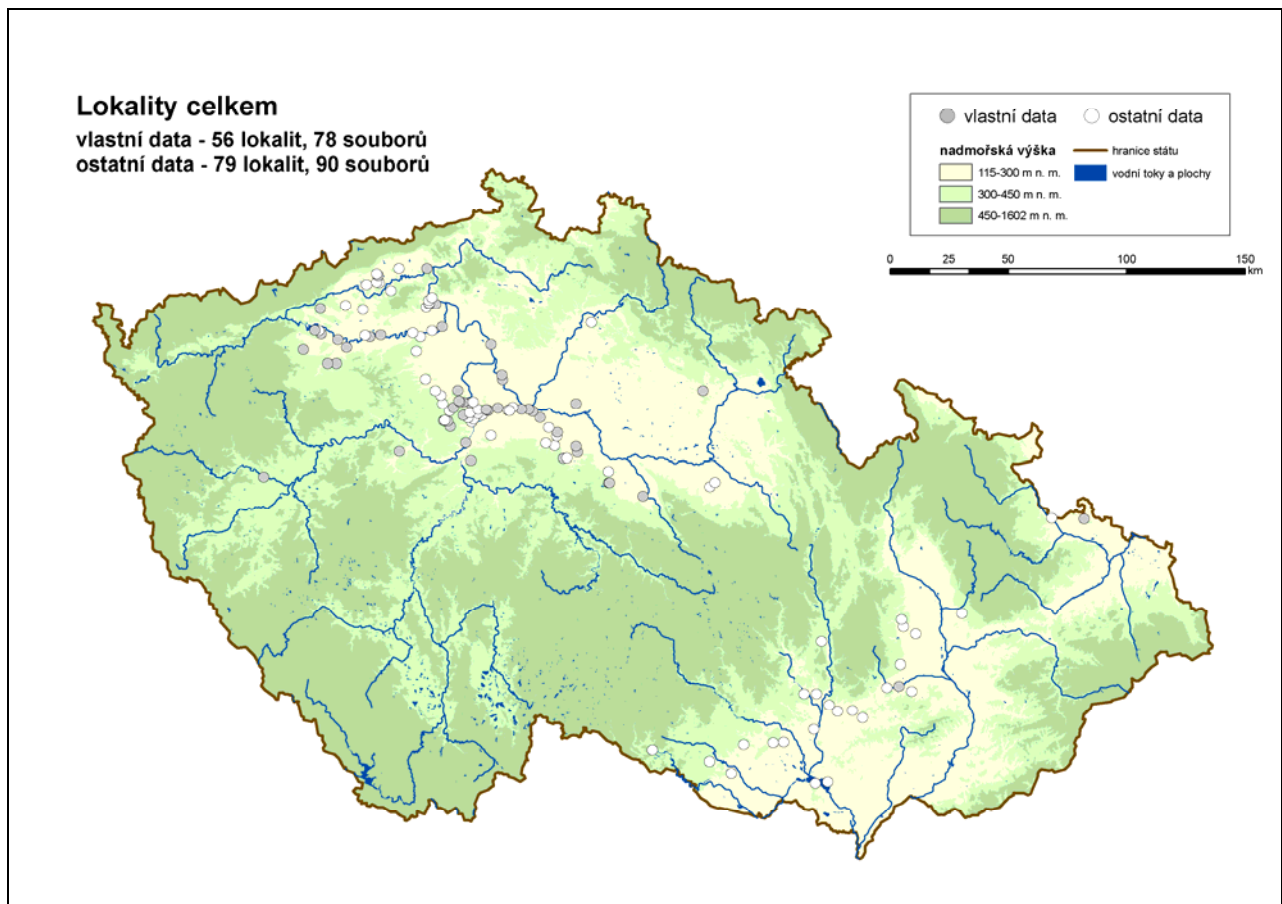 Lokality celkem
vlastní data - 56 lokalit, 78 souborů
ostatní data - 79 lokalit, 90 souborů
vlastní data ostatní data
nadmořská výška hranice státu
115-300 m n. m. vodní toky a plochy
300-450 m n. m.
450-1602 m n. m.
0 25 50 100 150
km